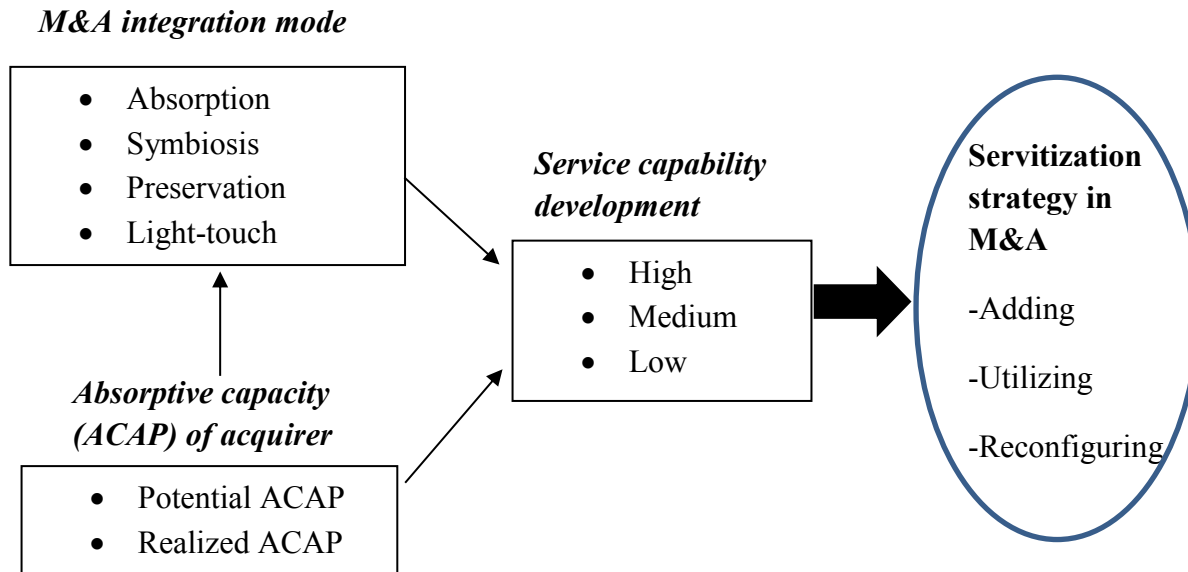 M&A integration mode
• Absorption
• Symbiosis
• Preservation
• Light-touch
Absorptive capacity
(ACAP) of acquirer
• Potential ACAP
• Realized ACAP
Service capability
development
• High
• Medium
• Low
Servitization
strategy in
M&A
-Adding
-Utilizing
-Reconfiguring